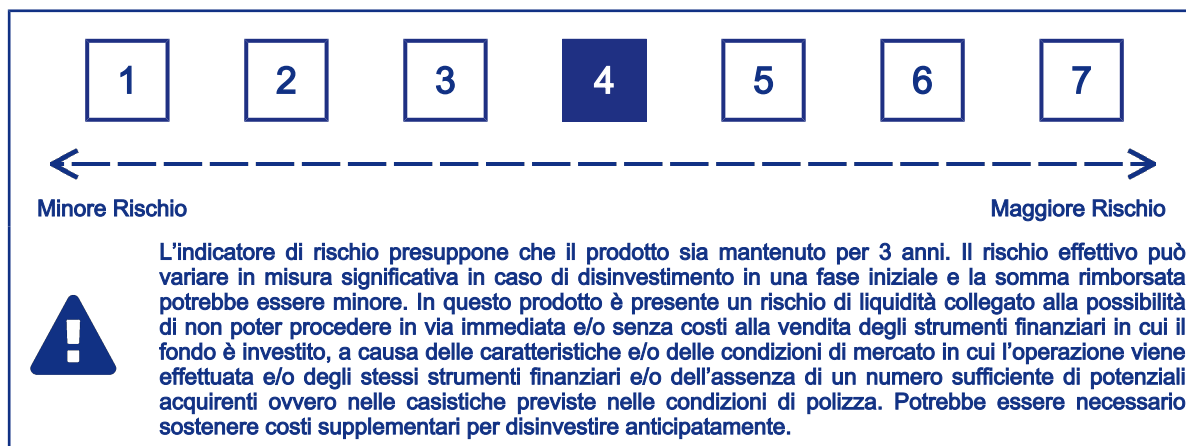 1 2 3 4 5 6 7
Minore Rischio Maggiore Rischio
L'indicatore di rischio presuppone che il prodotto sia mantenuto per 3 anni. Il rischio effettivo può
variare in misura significativa in caso di disinvestimento in una fase iniziale e la somma rimborsata
potrebbe essere minore. In questo prodotto è presente un rischio di liquidità collegato alla possibilità
di non poter procedere in via immediata e/o senza costi alla vendita degli strumenti finanziari in cui il
fondo è investito, a causa delle caratteristiche e/o delle condizioni di mercato in cui l'operazione viene
effettuata e/o degli stessi strumenti finanziari e/o dell'assenza di un numero sufficiente di potenziali
acquirenti ovvero nelle casistiche previste nelle condizioni di polizza. Potrebbe essere necessario
sostenere costi supplementari per disinvestire anticipatamente.